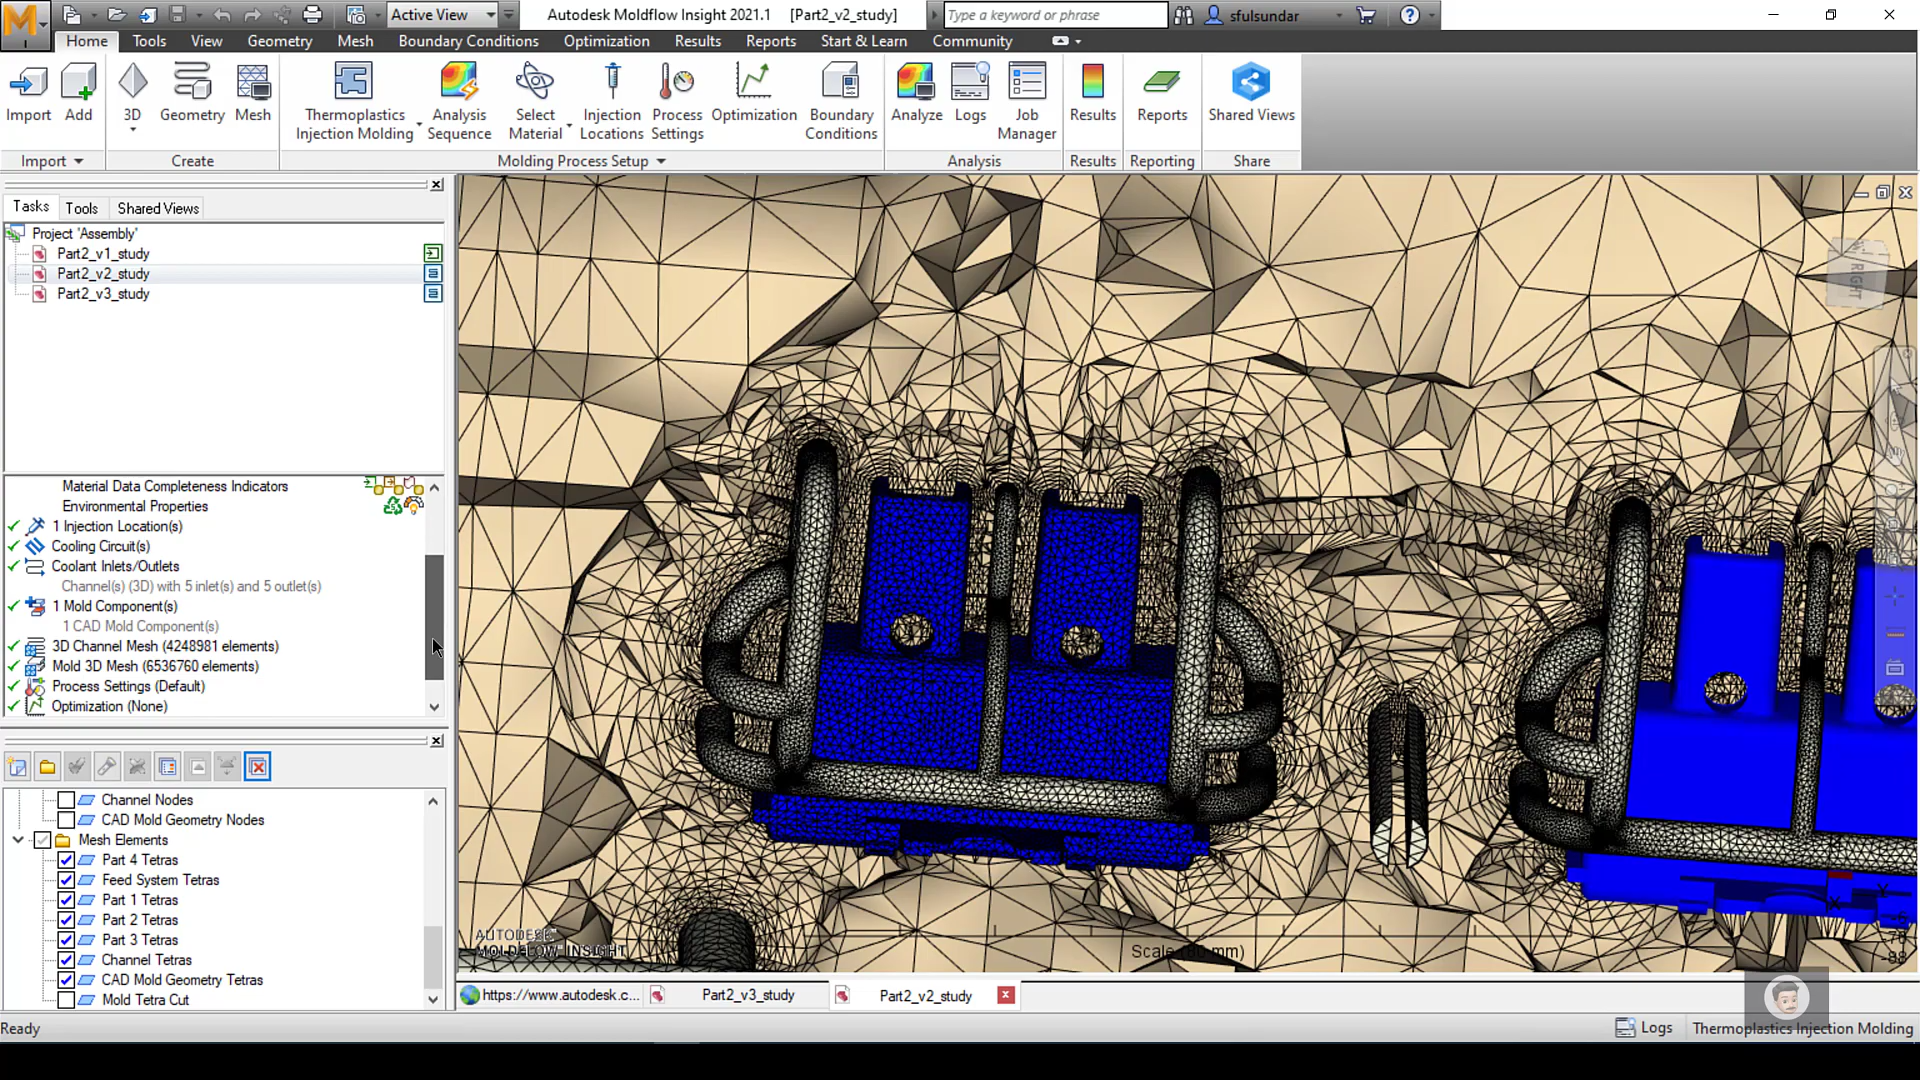 Active View
Autodesk Moldflow Insight 2021.1 [Part2_v2_study]
Type a keyword or phrase
sfulsundar
Home Tools View Geometry Mesh Boundary Conditions Optimization Results Reports Start & Learn Community
Import
Add
3D
Geometry
Mesh
Thermoplastics
Injection Molding
Analysis
Sequence
Select
Material
Injection
Locations
Process
Settings
Optimization
Boundary
Conditions
Analyze
Logs
Job
Manager
Results
Reports
Shared Views
Import Create Molding Process Setup Analysis Results Reporting Share
Tasks Tools Shared Views
Project 'Assembly'
Part2_v1_study
Part2_v2_study
Part2_v3_study
Material Data Completeness Indicators
Environmental Properties
1 Injection Location(s)
Cooling Circuit(s)
Coolant Inlets/Outlets
Channel(s) (3D) with 5 inlet(s) and 5 outlet(s)
1 Mold Component(s)
1 CAD Mold Component(s)
3D Channel Mesh (4248981 elements)
Mold 3D Mesh (6536760 elements)
Process Settings (Default)
Optimization (None)
Channel Nodes
CAD Mold Geometry Nodes
Mesh Elements
Part 4 Tetras
Feed System Tetras
Part 1 Tetras
Part 2 Tetras
Part 3 Tetras
Channel Tetras
CAD Mold Geometry Tetras
Mold Tetra Cut
RIGHT
AUTODESK
MOLDFLOW INSIGHT
https://www.autodesk.c...
Part2_v3_study
Part2_v2_study
Ready
Logs
Thermoplastics Injection Molding